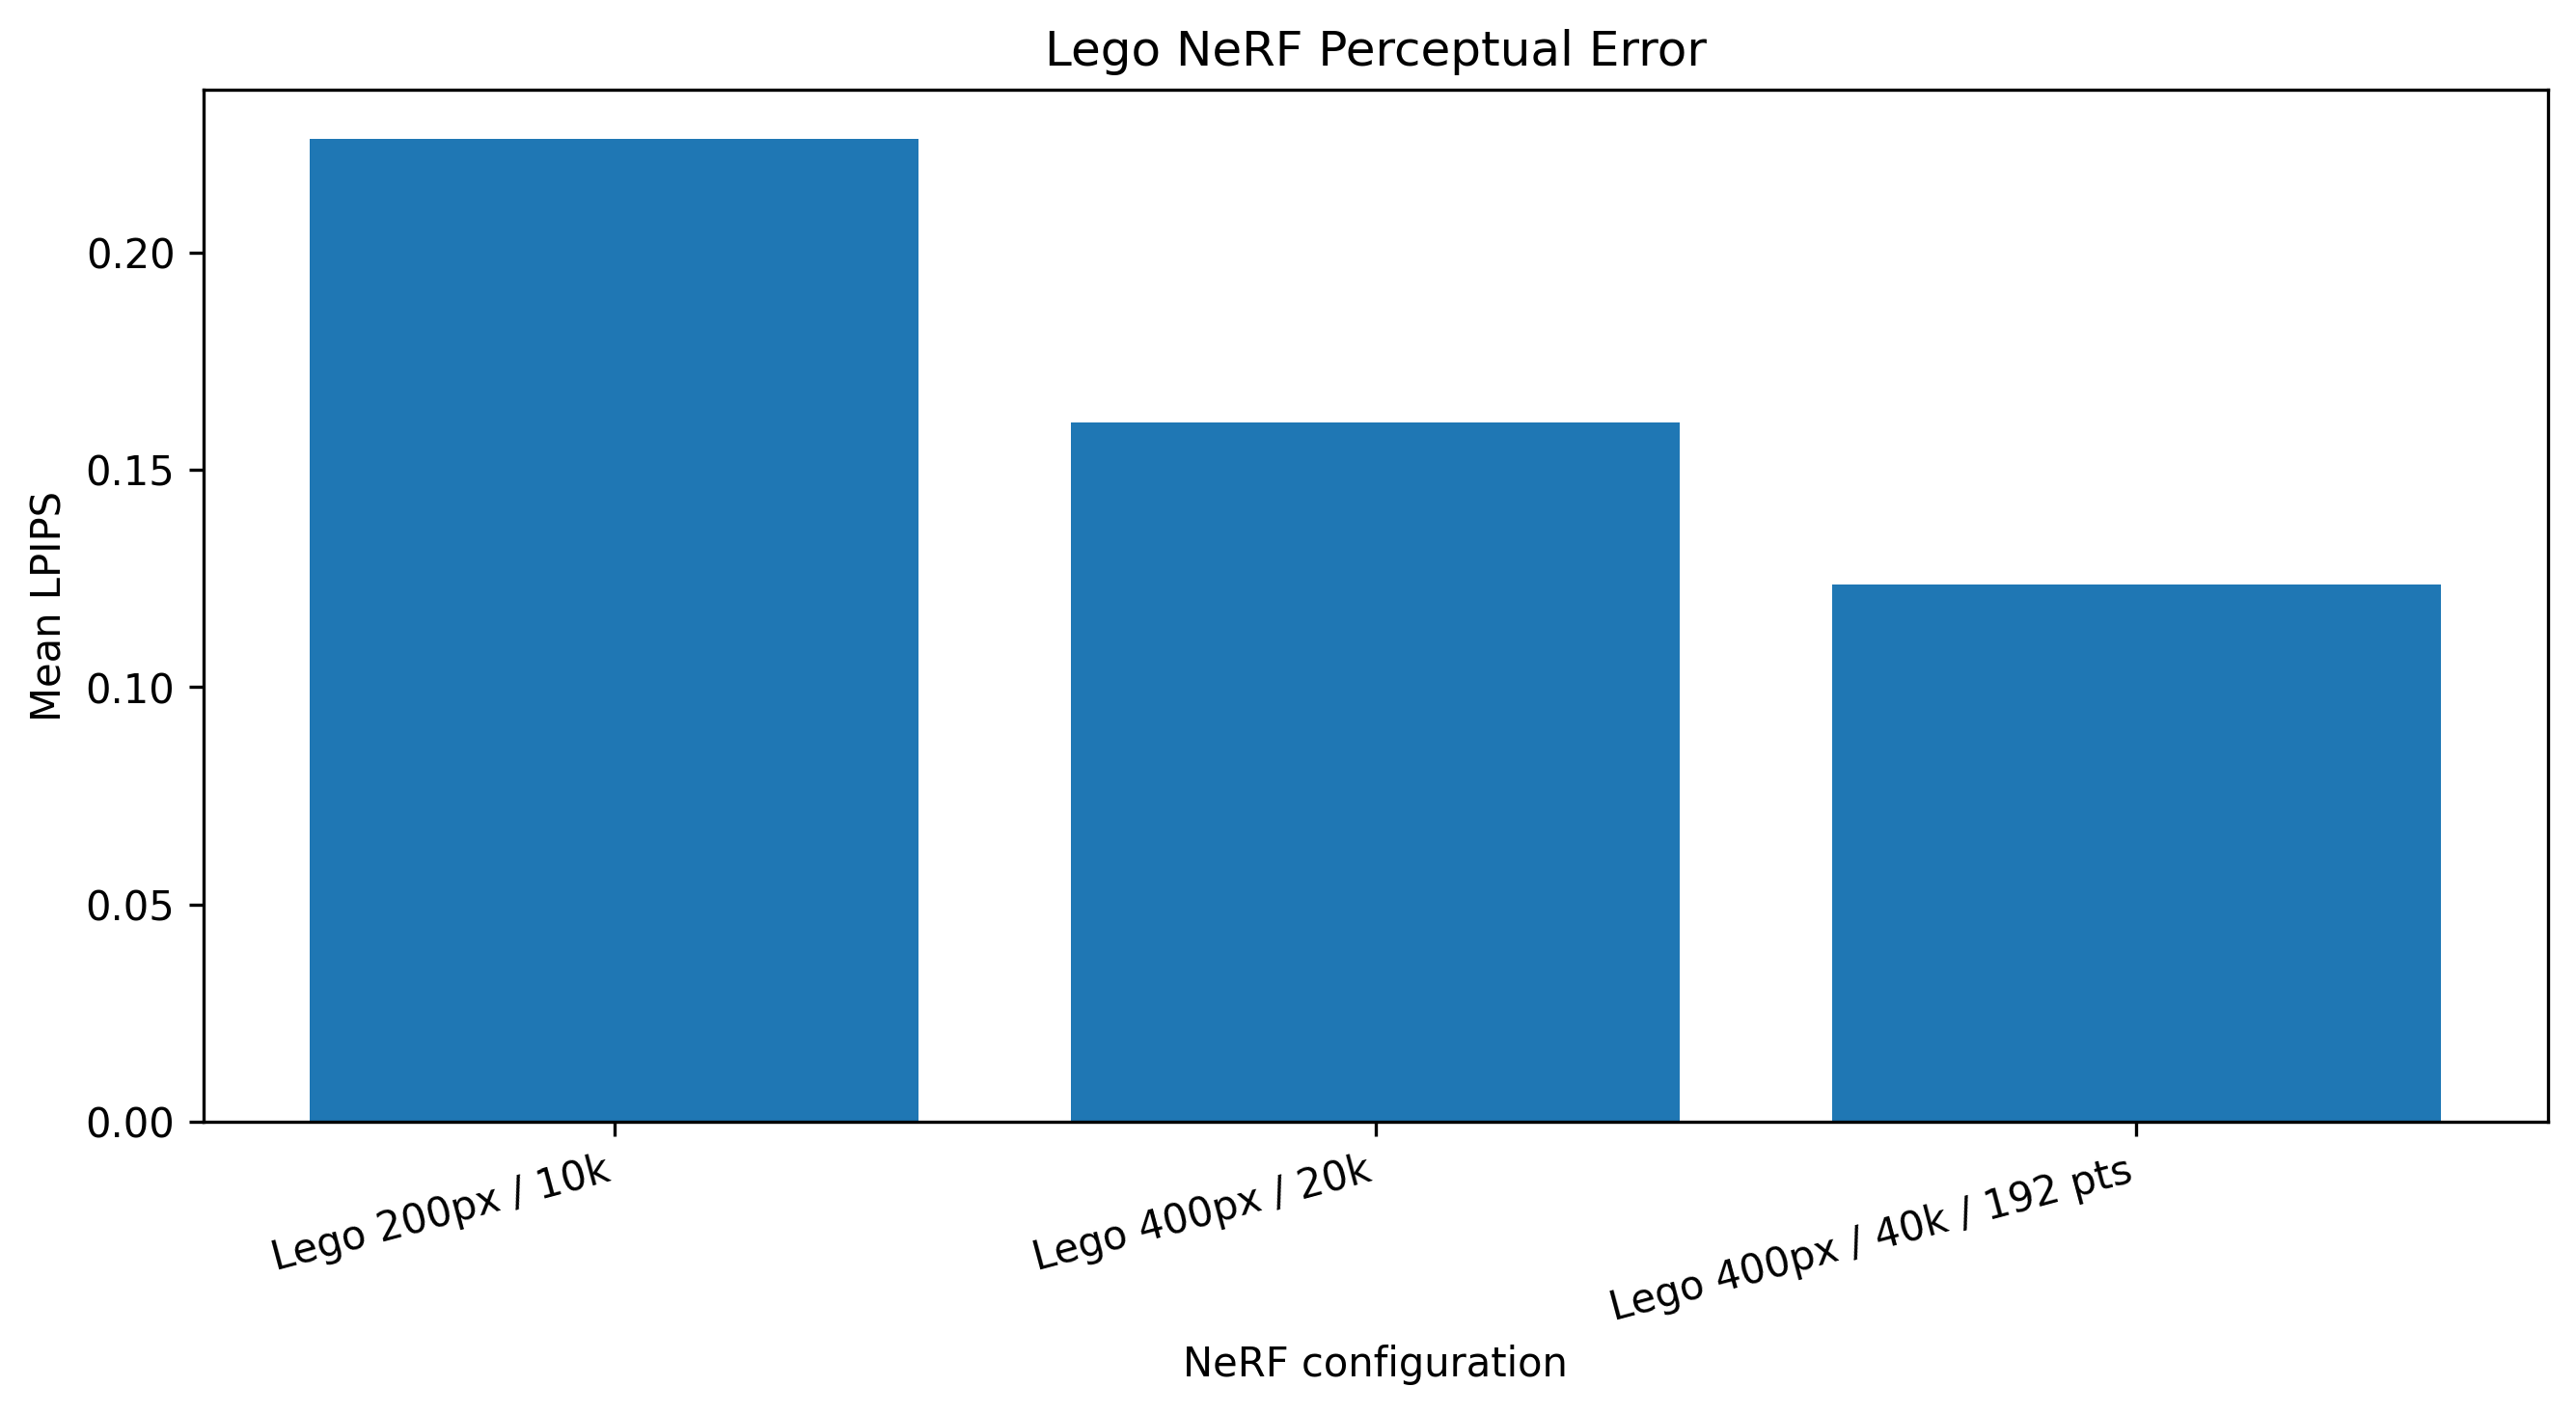 Lego NeRF Perceptual Error
Mean LPIPS
0.20
0.15
0.10
0.05
0.00
Lego 200px / 10k
Lego 400px / 20k
Lego 400px / 40k / 192 pts
NeRF configuration